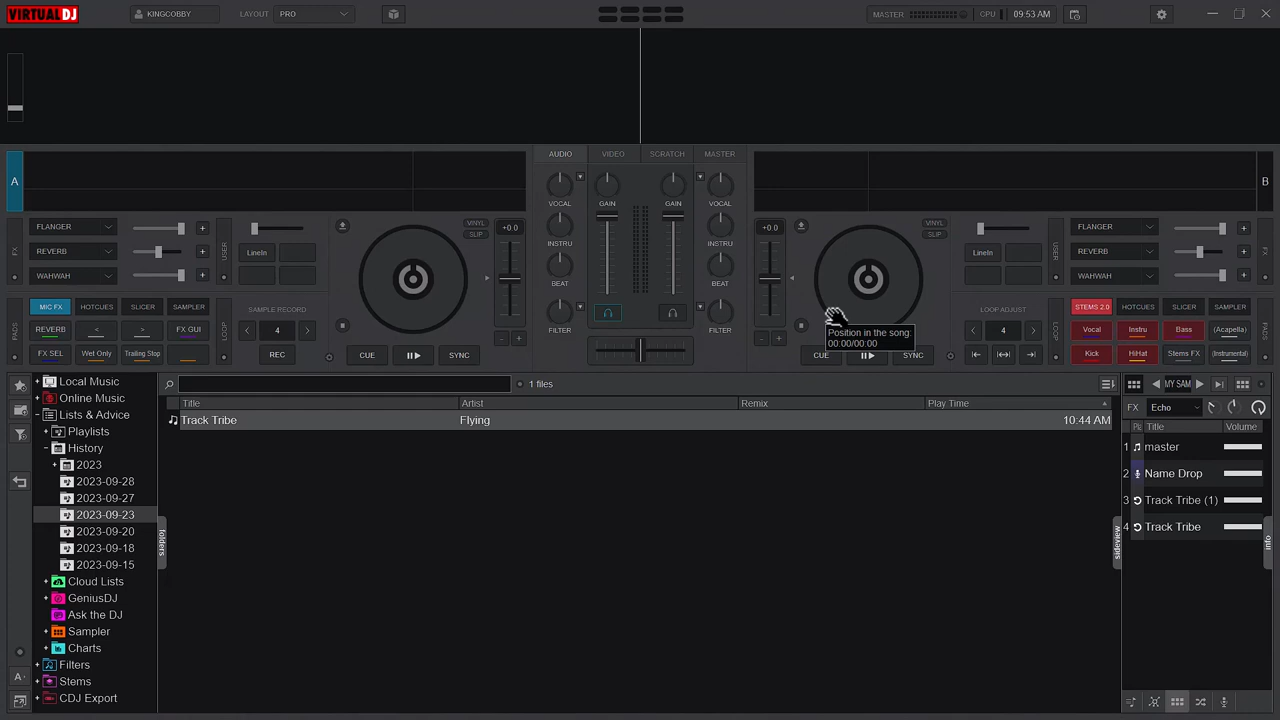 VIRTUALDJ
KINGCOBBY
LAYOUT
PRO
MASTER
CPU
09:53 AM
A
B
AUDIO
VIDEO
SCRATCH
MASTER
VOCAL
GAIN
GAIN
VOCAL
INSTRU
INSTRU
BEAT
BEAT
FILTER
FILTER
FX
FLANGER
REVERB
WAHWAH
USER
LineIn
VINYL
SLIP
+0.0
+0.0
VINYL
SLIP
LineIn
USER
FLANGER
REVERB
WAHWAH
FX
PADS
MIC FX
HOTCUES
SLICER
SAMPLER
REVERB
<
>
FX GUI
FX SEL
Wet Only
Trailing Stop
...
LOOP
SAMPLE RECORD
4
REC
CUE
SYNC
Position in the song:
00:00/00:00
CUE
SYNC
LOOP ADJUST
4
LOOP
STEMS 2.0
HOTCUES
SLICER
SAMPLER
Vocal
Instru
Bass
(Acapella)
Kick
HiHat
Stems FX
(Instrumental)
PADS
Local Music
Online Music
Lists & Advice
Playlists
History
2023
2023-09-28
2023-09-27
2023-09-23
2023-09-20
2023-09-18
2023-09-15
Cloud Lists
GeniusDJ
Ask the DJ
Sampler
Charts
Filters
Stems
CDJ Export
A
folders
1 files
Title
Artist
Remix
Play Time
Track Tribe
Flying
10:44 AM
sideview
MY SAM
FX
Echo
Title
Volume
1
master
2
Name Drop
3
Track Tribe (1)
4
Track Tribe
info